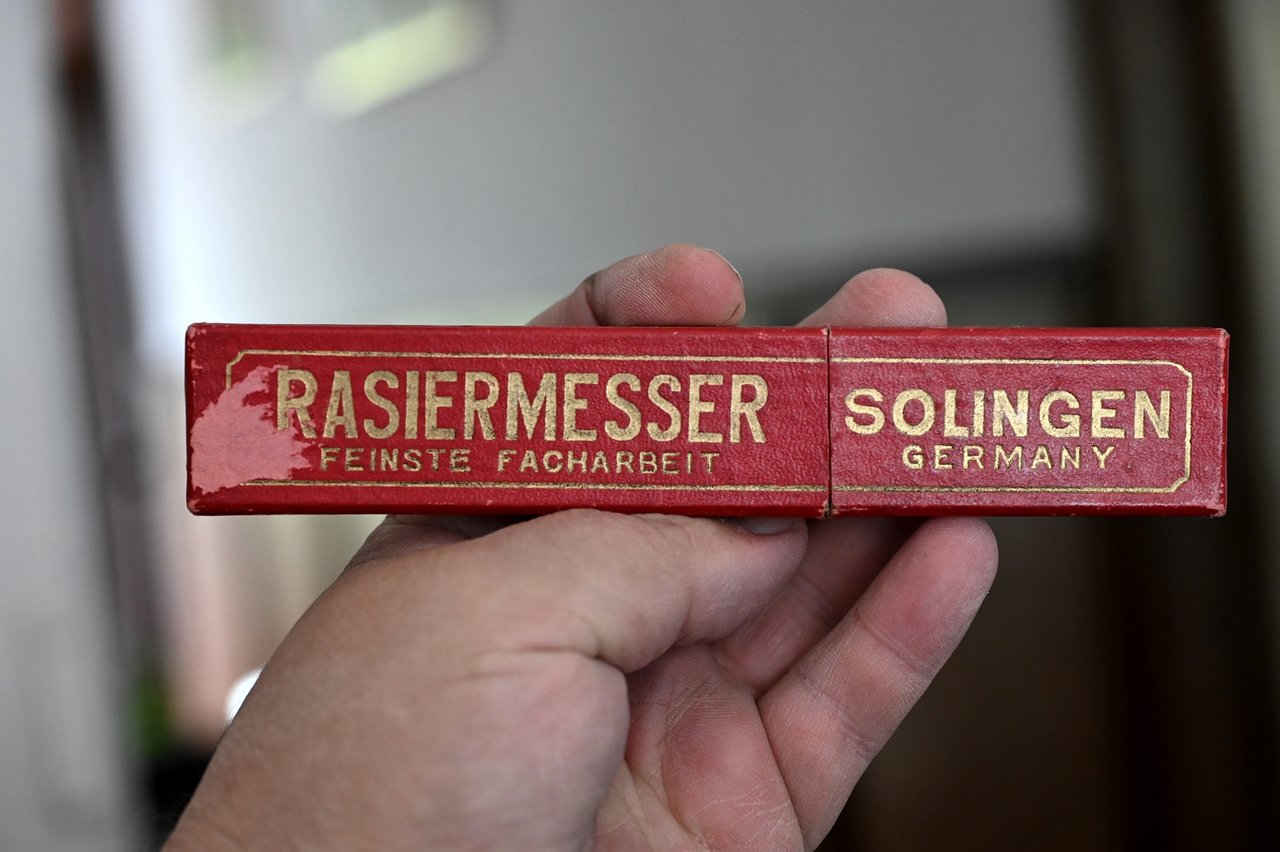 RASIERMESSER
FEINSTE FACHARBEIT
SOLINGEN
GERMANY